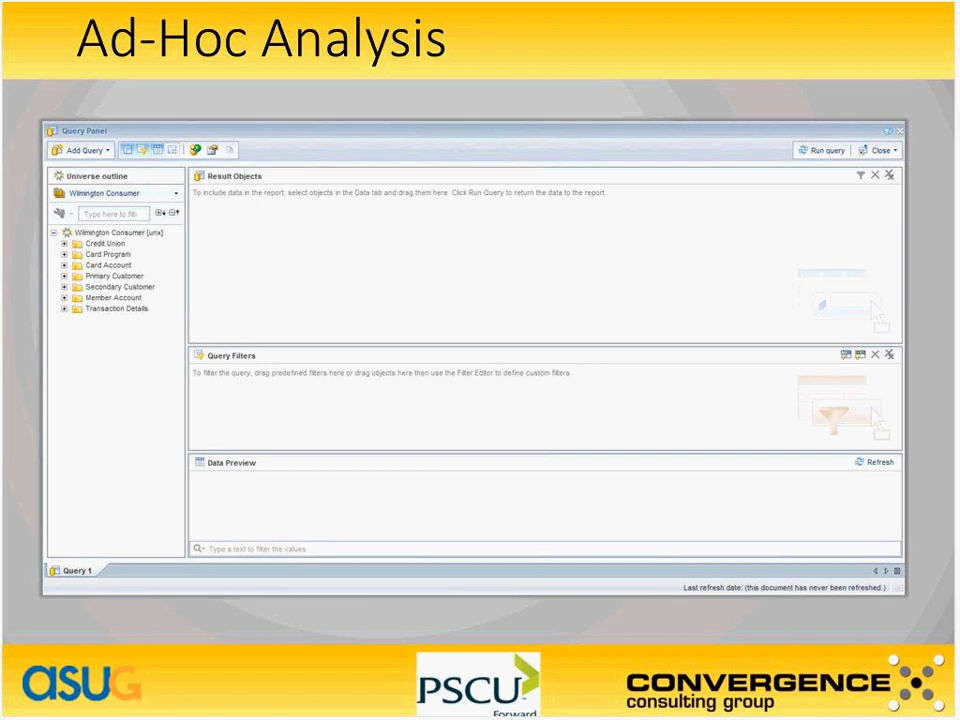 Ad-Hoc Analysis
Query Panel
Add Query
Run query
Close
Universe outline
Wilmington Consumer
Type here to filt
Wilmington Consumer [unx]
Credit Union
Card Program
Card Account
Primary Customer
Secondary Customer
Member Account
Transaction Details
Result Objects
To include data in the report, select objects in the Data tab and drag them here. Click Run Query to return the data to the report.
Query Filters
To filter the query, drag predefined filters here or drag objects here then use the Filter Editor to define custom filters.
Data Preview
Refresh
Type a text to filter the values
Query 1
Last refresh date: (this document has never been refreshed.)
asug
PSCU
Forward
CONVERGENCE
consulting group